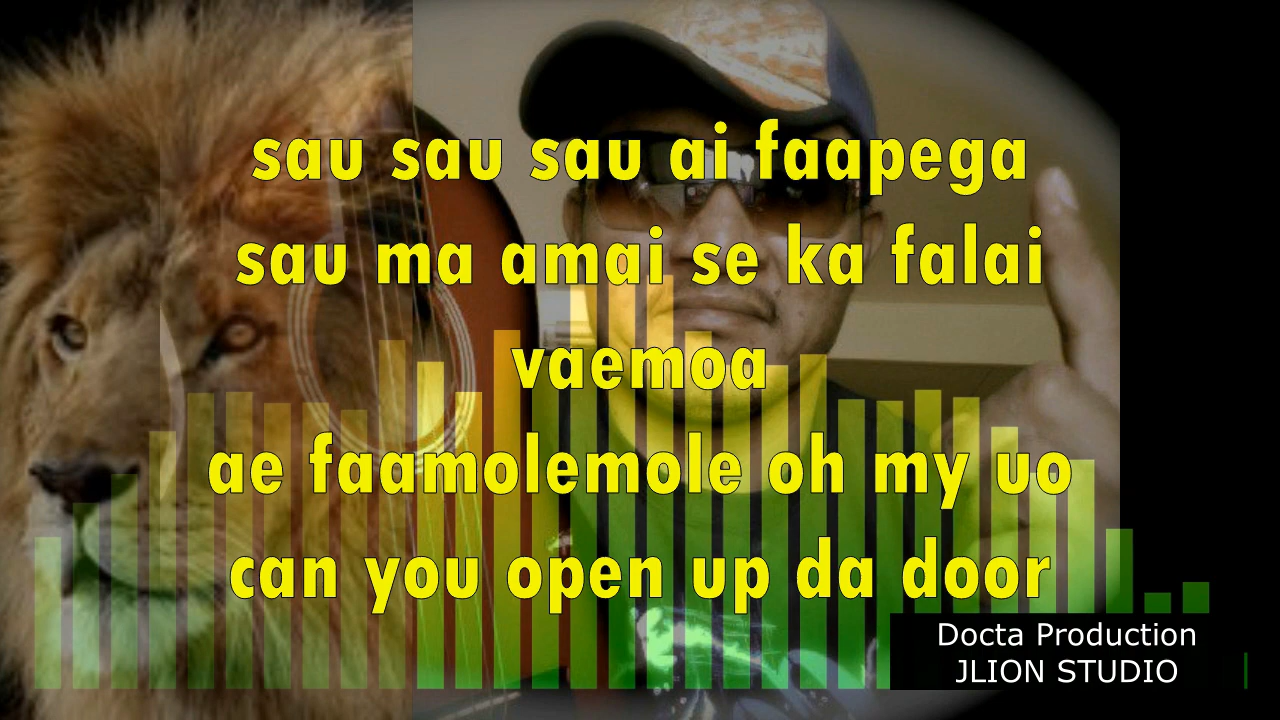 sau sau sau ai faapega
sau ma amai se ka falai
vaemoa
ae faamolemole oh my uo
can you open up da door
Docta Production
JLION STUDIO